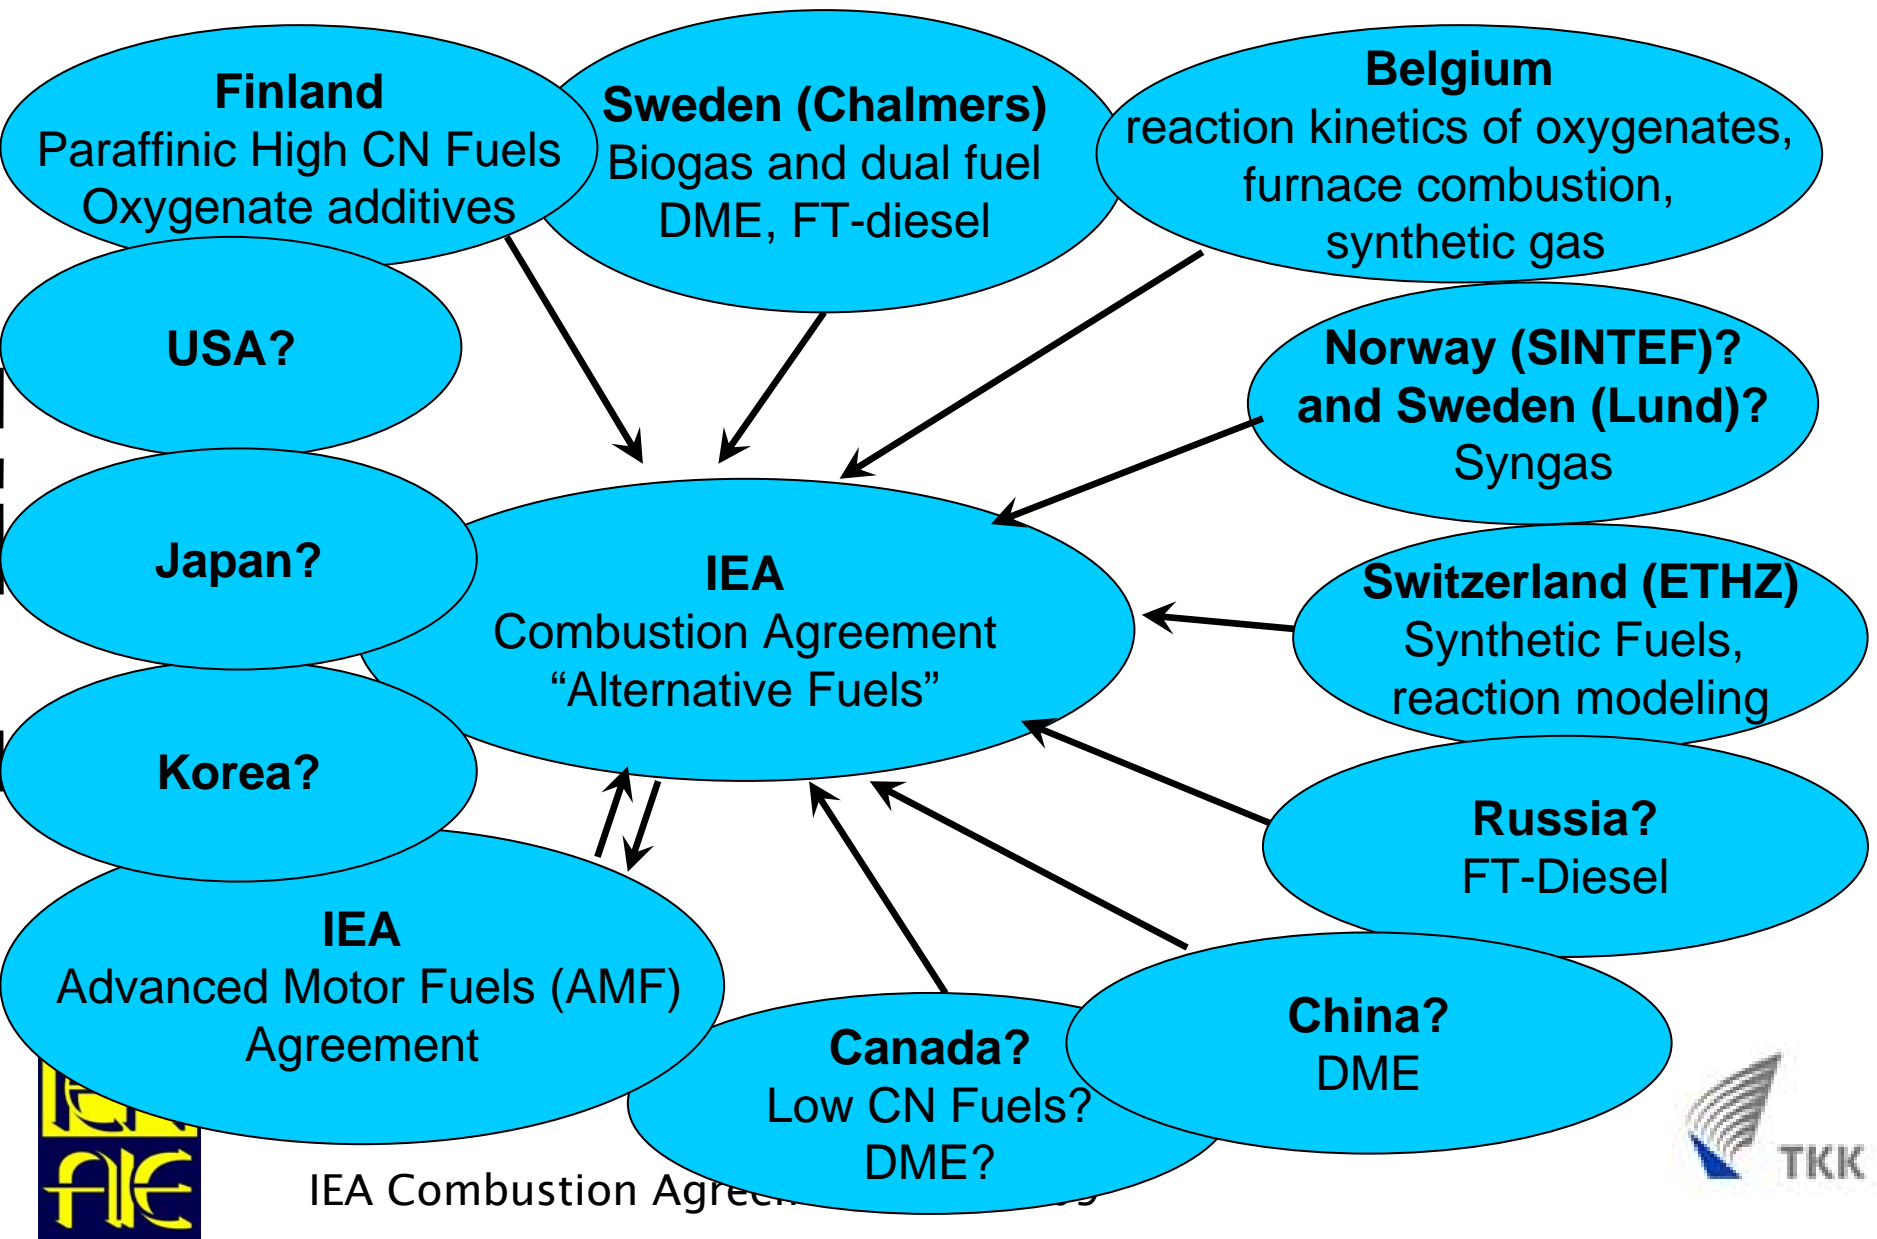 Finland
Paraffinic High CN Fuels
Oxygenate additives
Sweden (Chalmers)
Biogas and dual fuel
DME, FT-diesel
Belgium
reaction kinetics of oxygenates,
furnace combustion,
synthetic gas
USA?
Norway (SINTEF)?
and Sweden (Lund)?
Syngas
Japan?
IEA
Combustion Agreement
“Alternative Fuels”
Switzerland (ETHZ)
Synthetic Fuels,
reaction modeling
Korea?
Russia?
FT-Diesel
IEA
Advanced Motor Fuels (AMF)
Agreement
China?
DME
Canada?
Low CN Fuels?
DME?
IEA Combustion
AIE
TKK